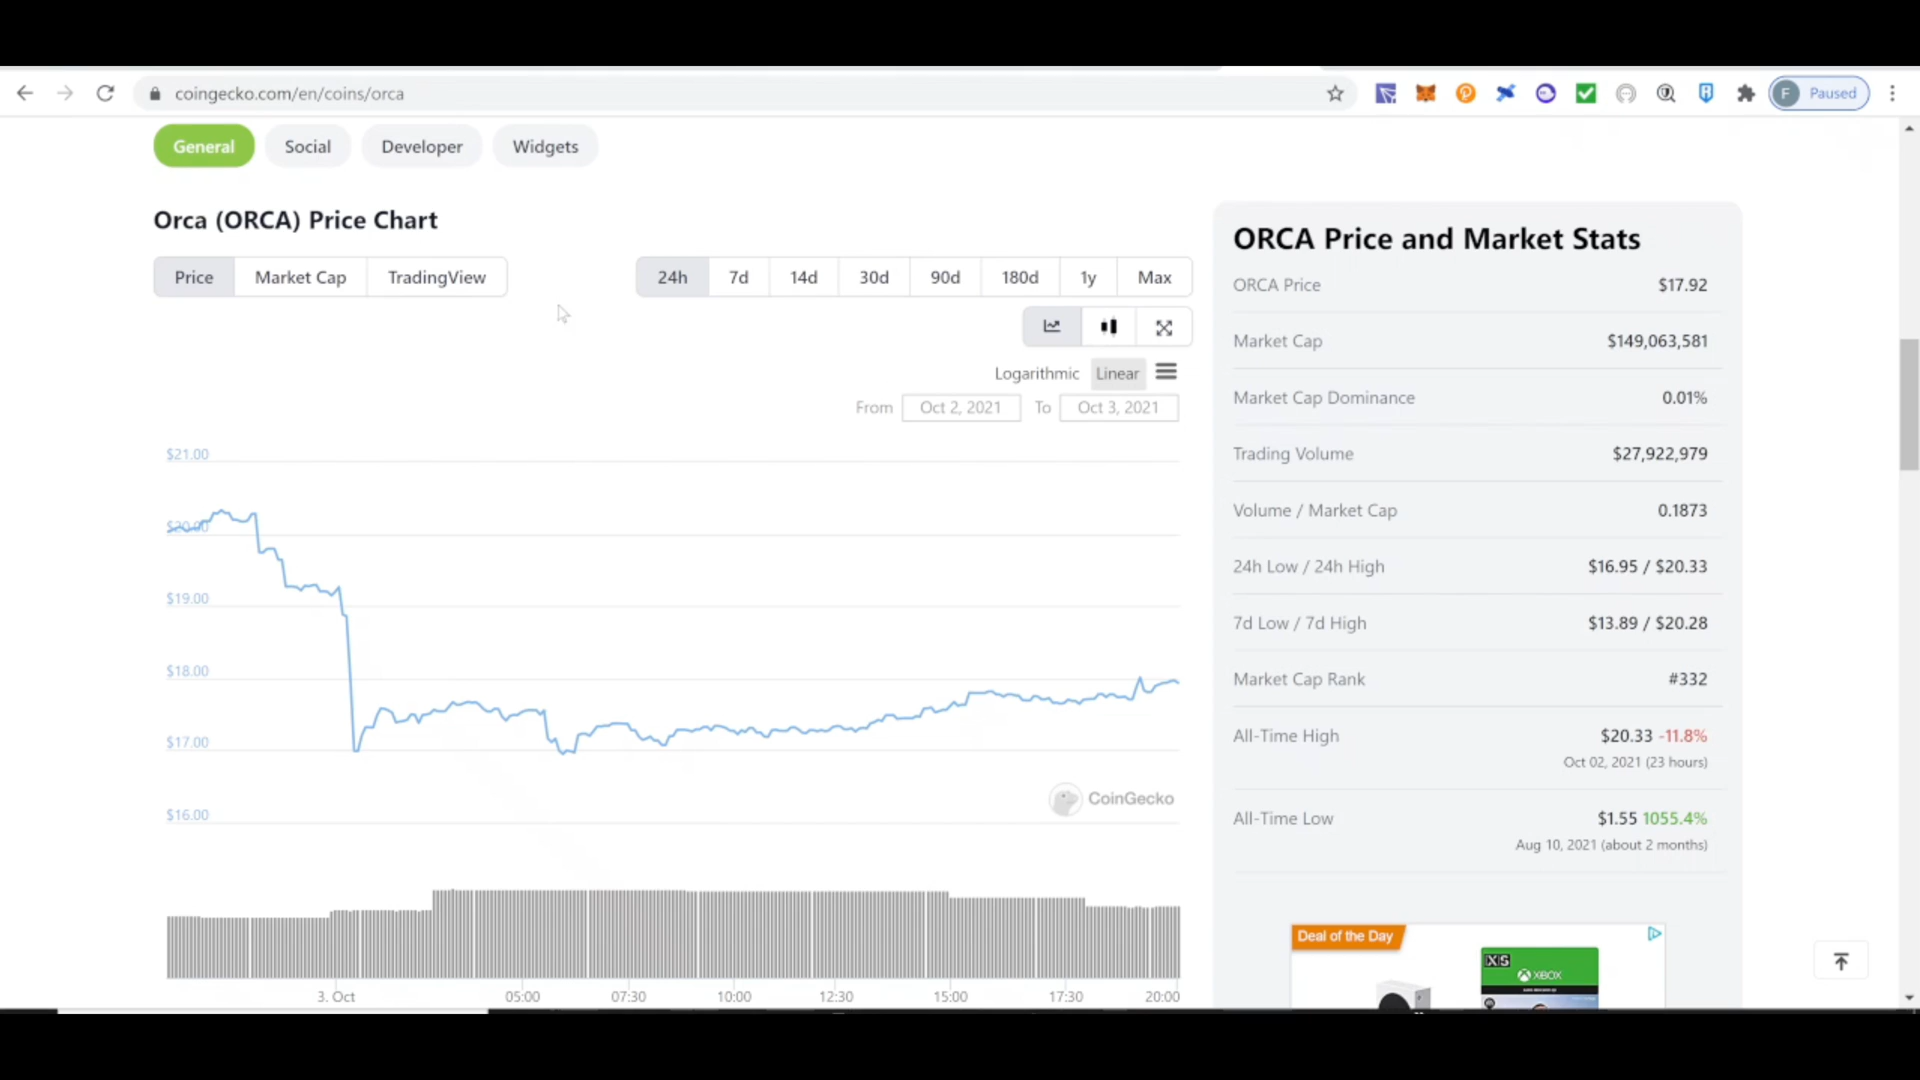 coingecko.com/en/coins/orca
F Paused
General Social Developer Widgets
Orca (ORCA) Price Chart
Price Market Cap TradingView
24h 7d 14d 30d 90d 180d 1y Max
Logarithmic Linear
From Oct 2, 2021 To Oct 3, 2021
$21.00
$20.00
$19.00
$18.00
$17.00
$16.00
CoinGecko
3. Oct 05:00 07:30 10:00 12:30 15:00 17:30 20:00
ORCA Price and Market Stats
ORCA Price $17.92
Market Cap $149,063,581
Market Cap Dominance 0.01%
Trading Volume $27,922,979
Volume / Market Cap 0.1873
24h Low / 24h High $16.95 / $20.33
7d Low / 7d High $13.89 / $20.28
Market Cap Rank #332
All-Time High $20.33 -11.8%
Oct 02, 2021 (23 hours)
All-Time Low $1.55 1055.4%
Aug 10, 2021 (about 2 months)
Deal of the Day
X|S
XBOX